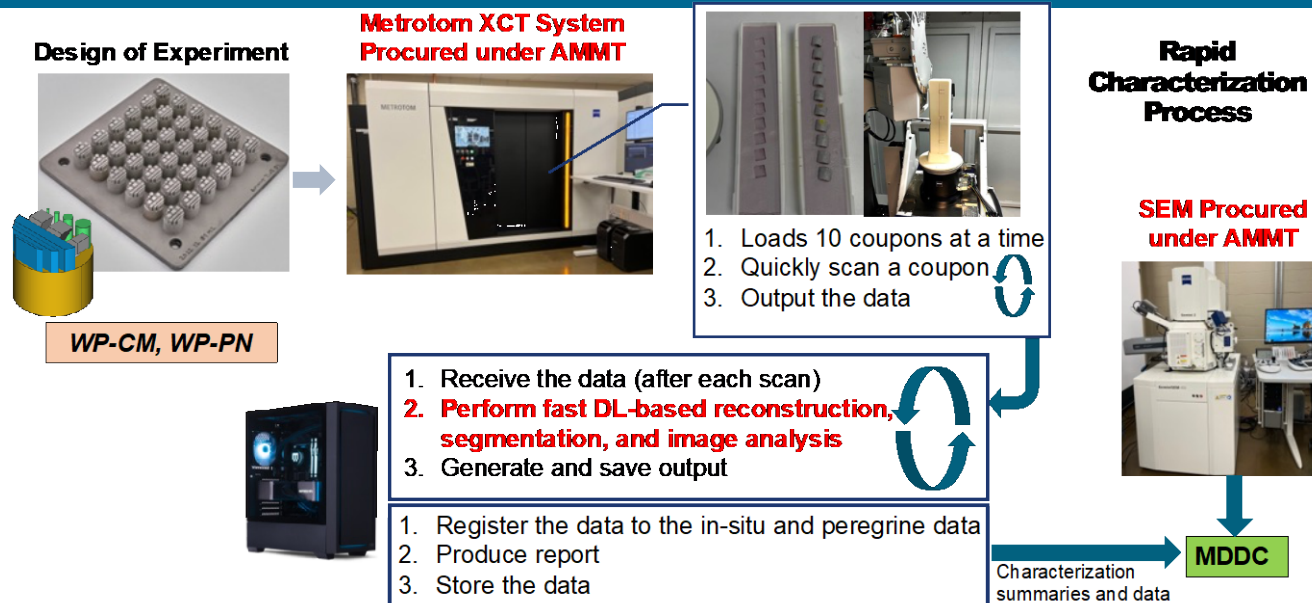 Design of Experiment
Metrotom XCT System
Procured under AMMT
METROTOM
ZEISS
WP-CM, WP-PN
1. Loads 10 coupons at a time
2. Quickly scan a coupon
3. Output the data
Rapid
Characterization
Process
SEM Procured
under AMMT
1. Receive the data (after each scan)
2. Perform fast DL-based reconstruction,
segmentation, and image analysis
3. Generate and save output
1. Register the data to the in-situ and peregrine data
2. Produce report
3. Store the data
Characterization
summaries and data
MDDC